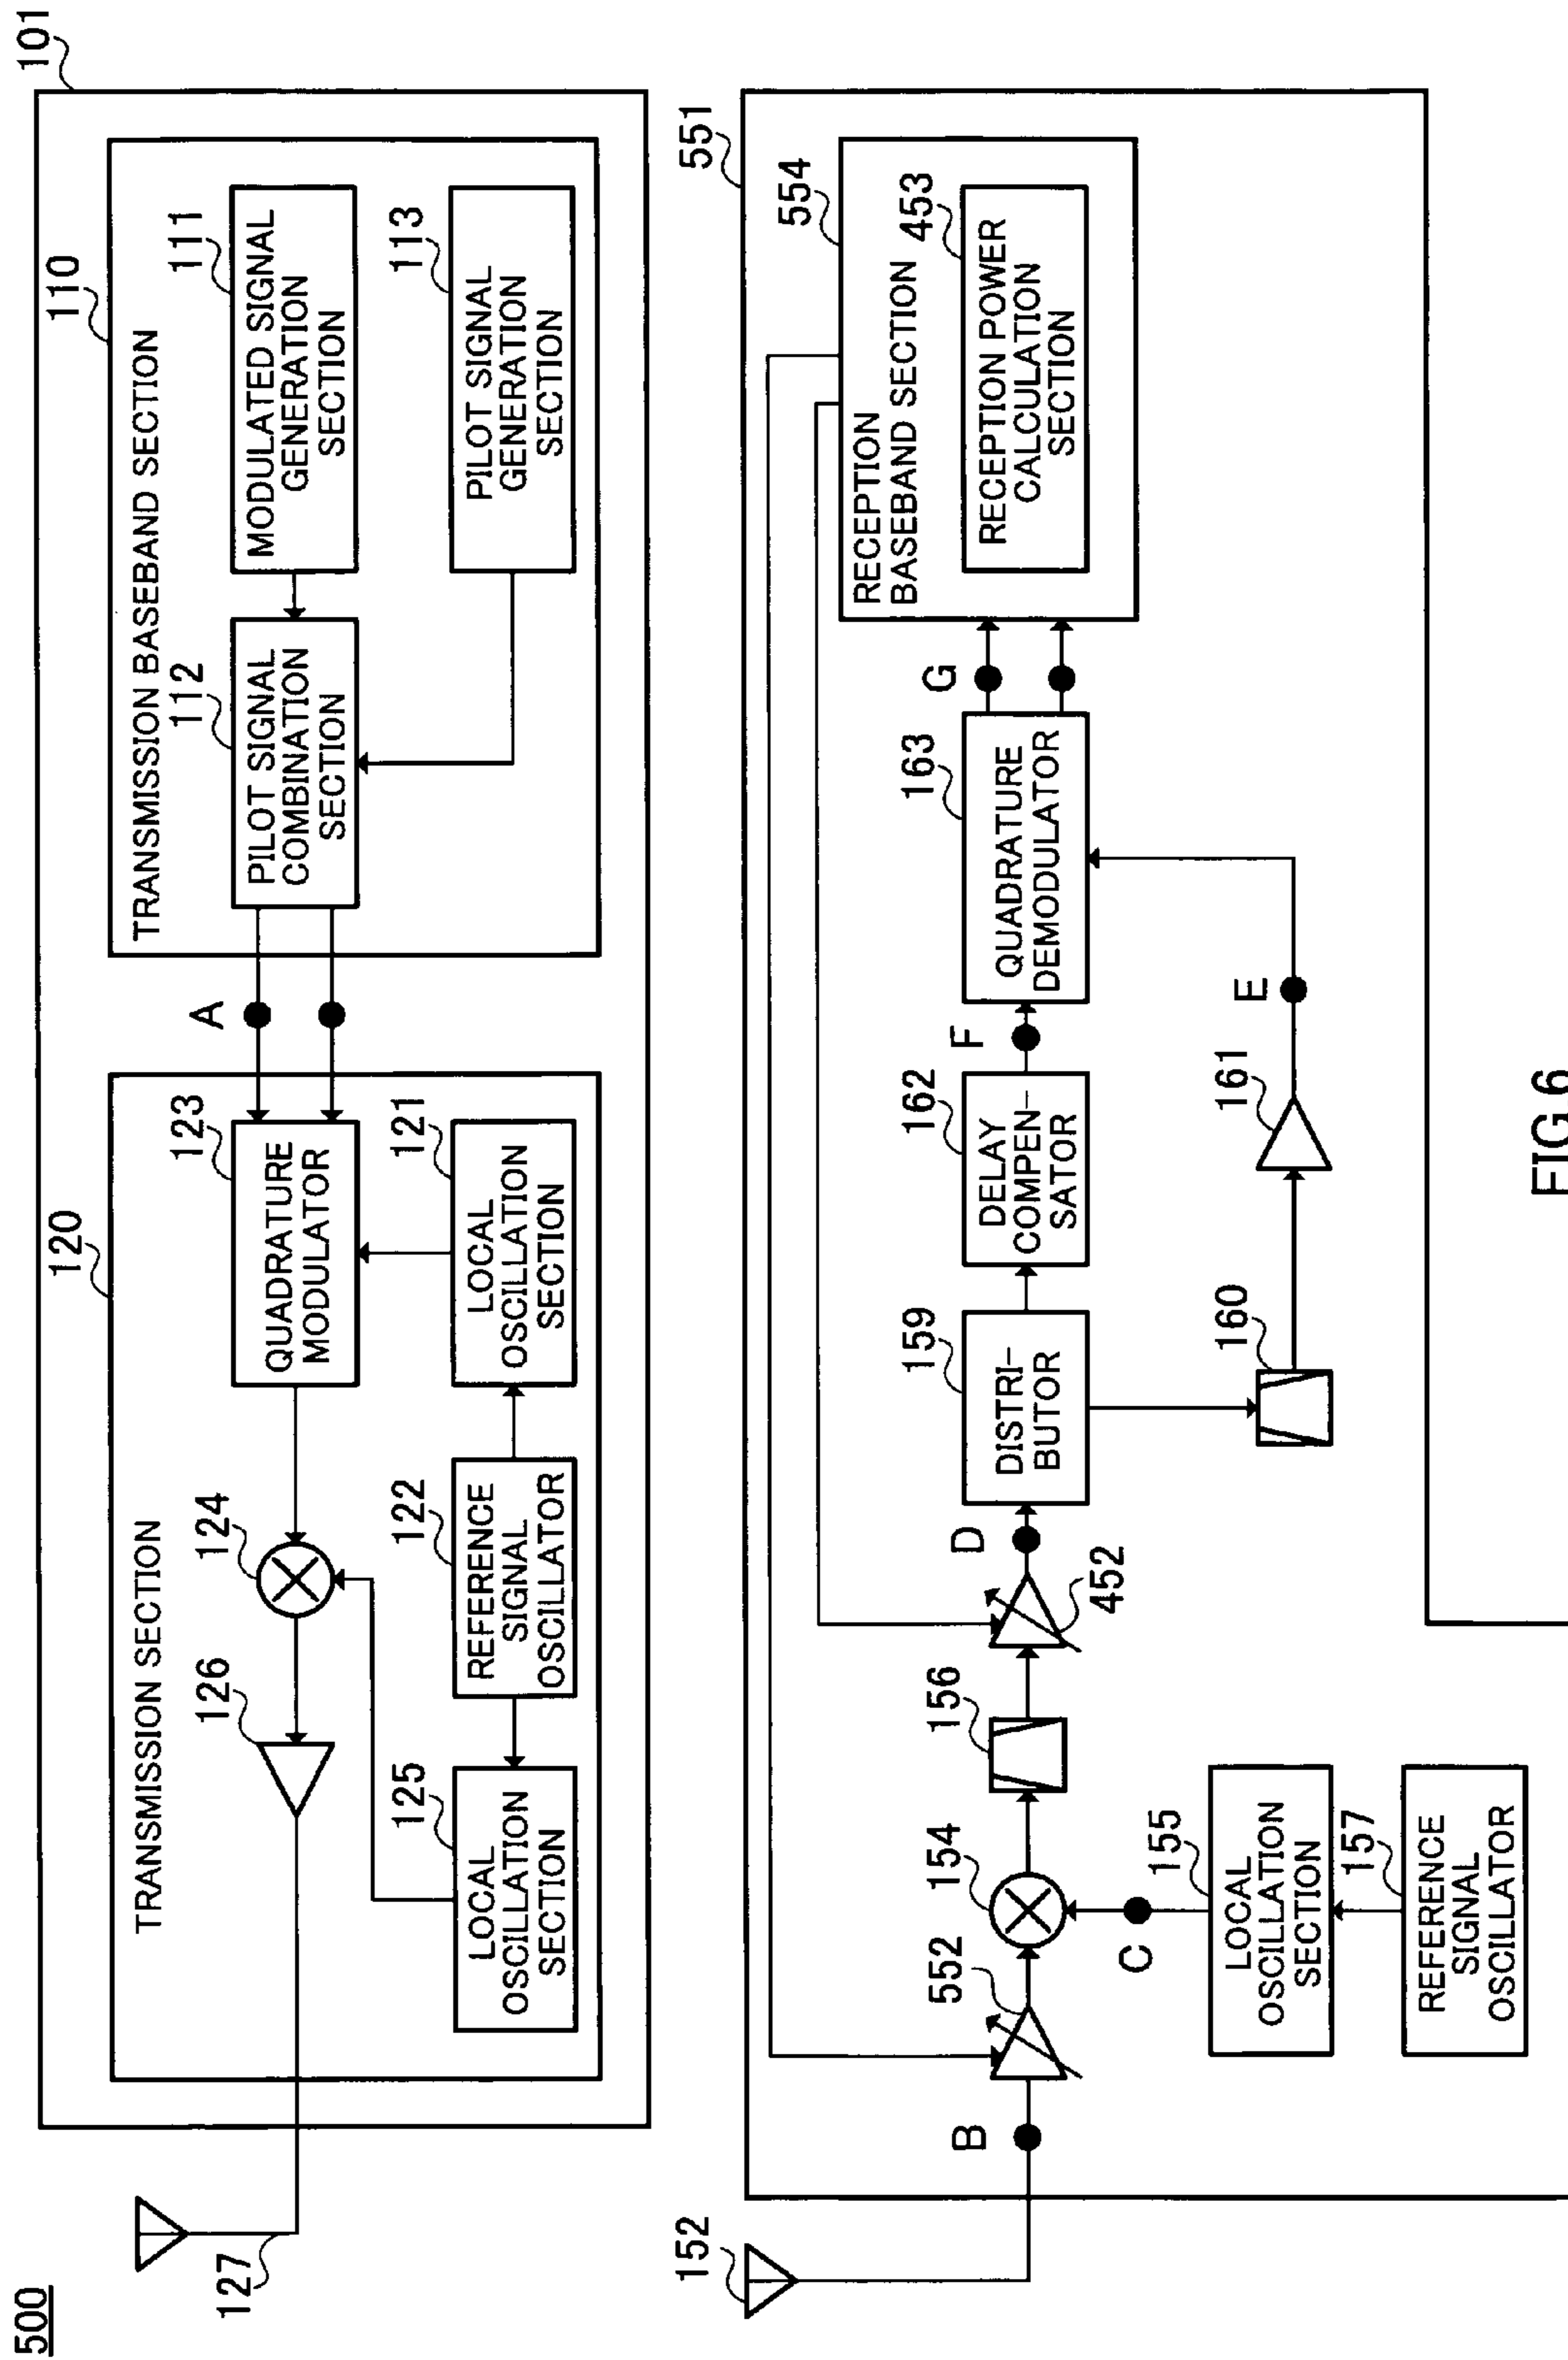 500
101
110
TRANSMISSION BASEBAND SECTION
111
MODULATED SIGNAL
GENERATION
SECTION
112
PILOT SIGNAL
COMBINATION
SECTION
113
PILOT SIGNAL
GENERATION
SECTION
A
120
TRANSMISSION SECTION
123
QUADRATURE
MODULATOR
121
LOCAL
OSCILLATION
SECTION
122
REFERENCE
SIGNAL
OSCILLATOR
124
125
LOCAL
OSCILLATION
SECTION
126
127
551
152
B
552
154
C
155
LOCAL
OSCILLATION
SECTION
157
REFERENCE
SIGNAL
OSCILLATOR
156
452
D
159
DISTRI-
BUTOR
160
161
E
162
DELAY
COMPEN-
SATOR
F
163
QUADRATURE
DEMODULATOR
G
554
RECEPTION
BASEBAND SECTION
453
RECEPTION POWER
CALCULATION
SECTION
FIG.6